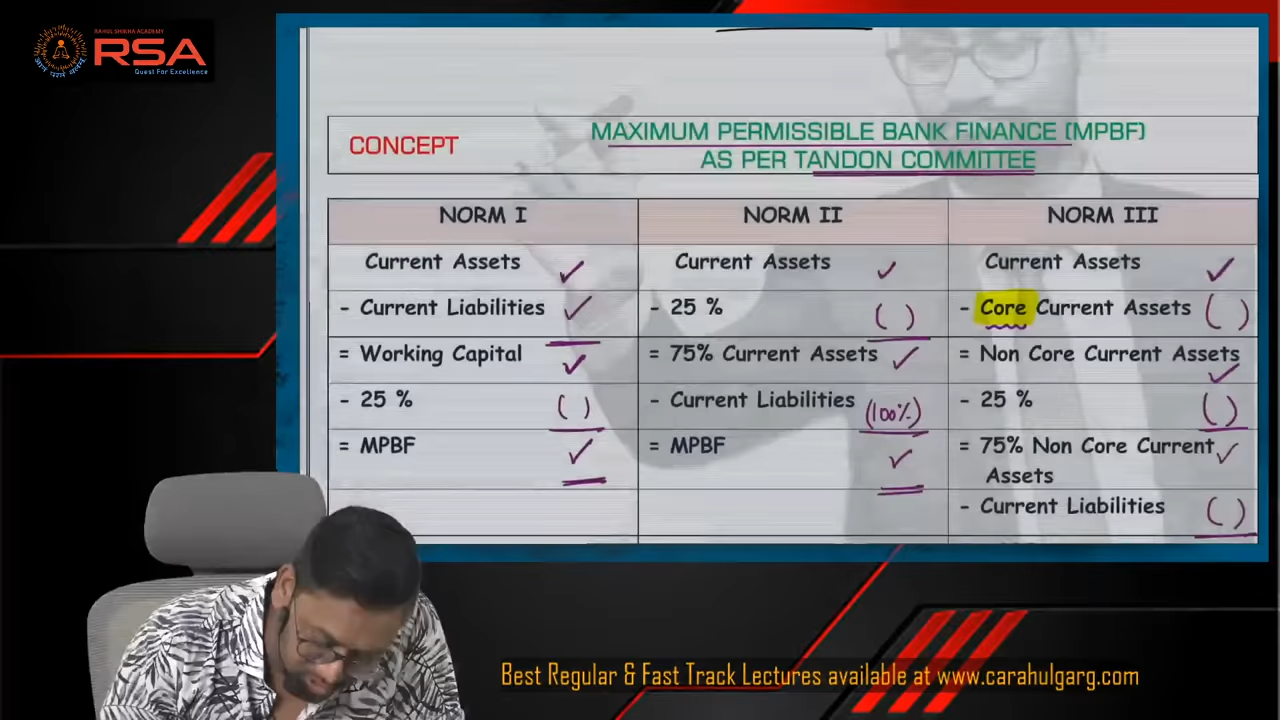 RAHUL SHIKHA ACADEMY
RSA
Quest For Excellence
CONCEPT
MAXIMUM PERMISSIBLE BANK FINANCE (MPBF)
AS PER TANDON COMMITTEE
NORM I
NORM II
NORM III
Current Assets ✓
Current Assets ✓
Current Assets ✓
- Current Liabilities ✓
- 25 % ( )
- Core Current Assets ( )
= Working Capital ✓
= 75% Current Assets ✓
= Non Core Current Assets ✓
- 25 % ( )
- Current Liabilities (100%)
- 25 % ( )
= MPBF ✓
= MPBF ✓
= 75% Non Core Current ✓
Assets
- Current Liabilities ( )
Best Regular & Fast Track Lectures available at www.carahulgarg.com